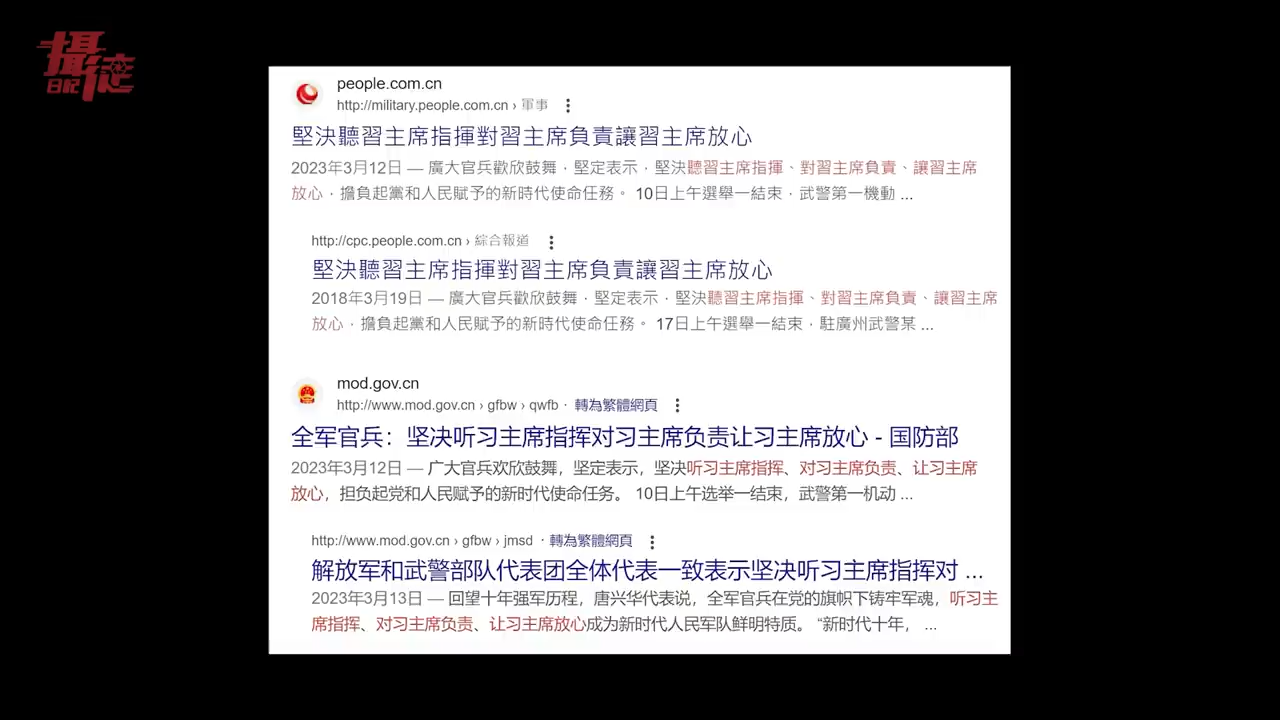 攝徒
日記
people.com.cn
http://military.people.com.cn › 軍事
堅決聽習主席指揮對習主席負責讓習主席放心
2023年3月12日 — 廣大官兵歡欣鼓舞，堅定表示，堅決聽習主席指揮、對習主席負責、讓習主席
放心，擔負起黨和人民賦予的新時代使命任務。 10日上午選舉一結束，武警第一機動 ...
http://cpc.people.com.cn › 綜合報道
堅決聽習主席指揮對習主席負責讓習主席放心
2018年3月19日 — 廣大官兵歡欣鼓舞，堅定表示，堅決聽習主席指揮、對習主席負責、讓習主席
放心，擔負起黨和人民賦予的新時代使命任務。 17日上午選舉一結束，駐廣州武警某 ...
mod.gov.cn
http://www.mod.gov.cn › gfbw › qwfb · 轉為繁體網頁
全军官兵：坚决听习主席指挥对习主席负责让习主席放心 - 国防部
2023年3月12日 — 广大官兵欢欣鼓舞，坚定表示，坚决听习主席指挥、对习主席负责、让习主席
放心，担负起党和人民赋予的新时代使命任务。 10日上午选举一结束，武警第一机动 ...
http://www.mod.gov.cn › gfbw › jmsd · 轉為繁體網頁
解放军和武警部队代表团全体代表一致表示坚决听习主席指挥对 ...
2023年3月13日 — 回望十年强军历程，唐兴华代表说，全军官兵在党的旗帜下铸牢军魂，听习主
席指挥、对习主席负责、让习主席放心成为新时代人民军队鲜明特质。 “新时代十年， ...